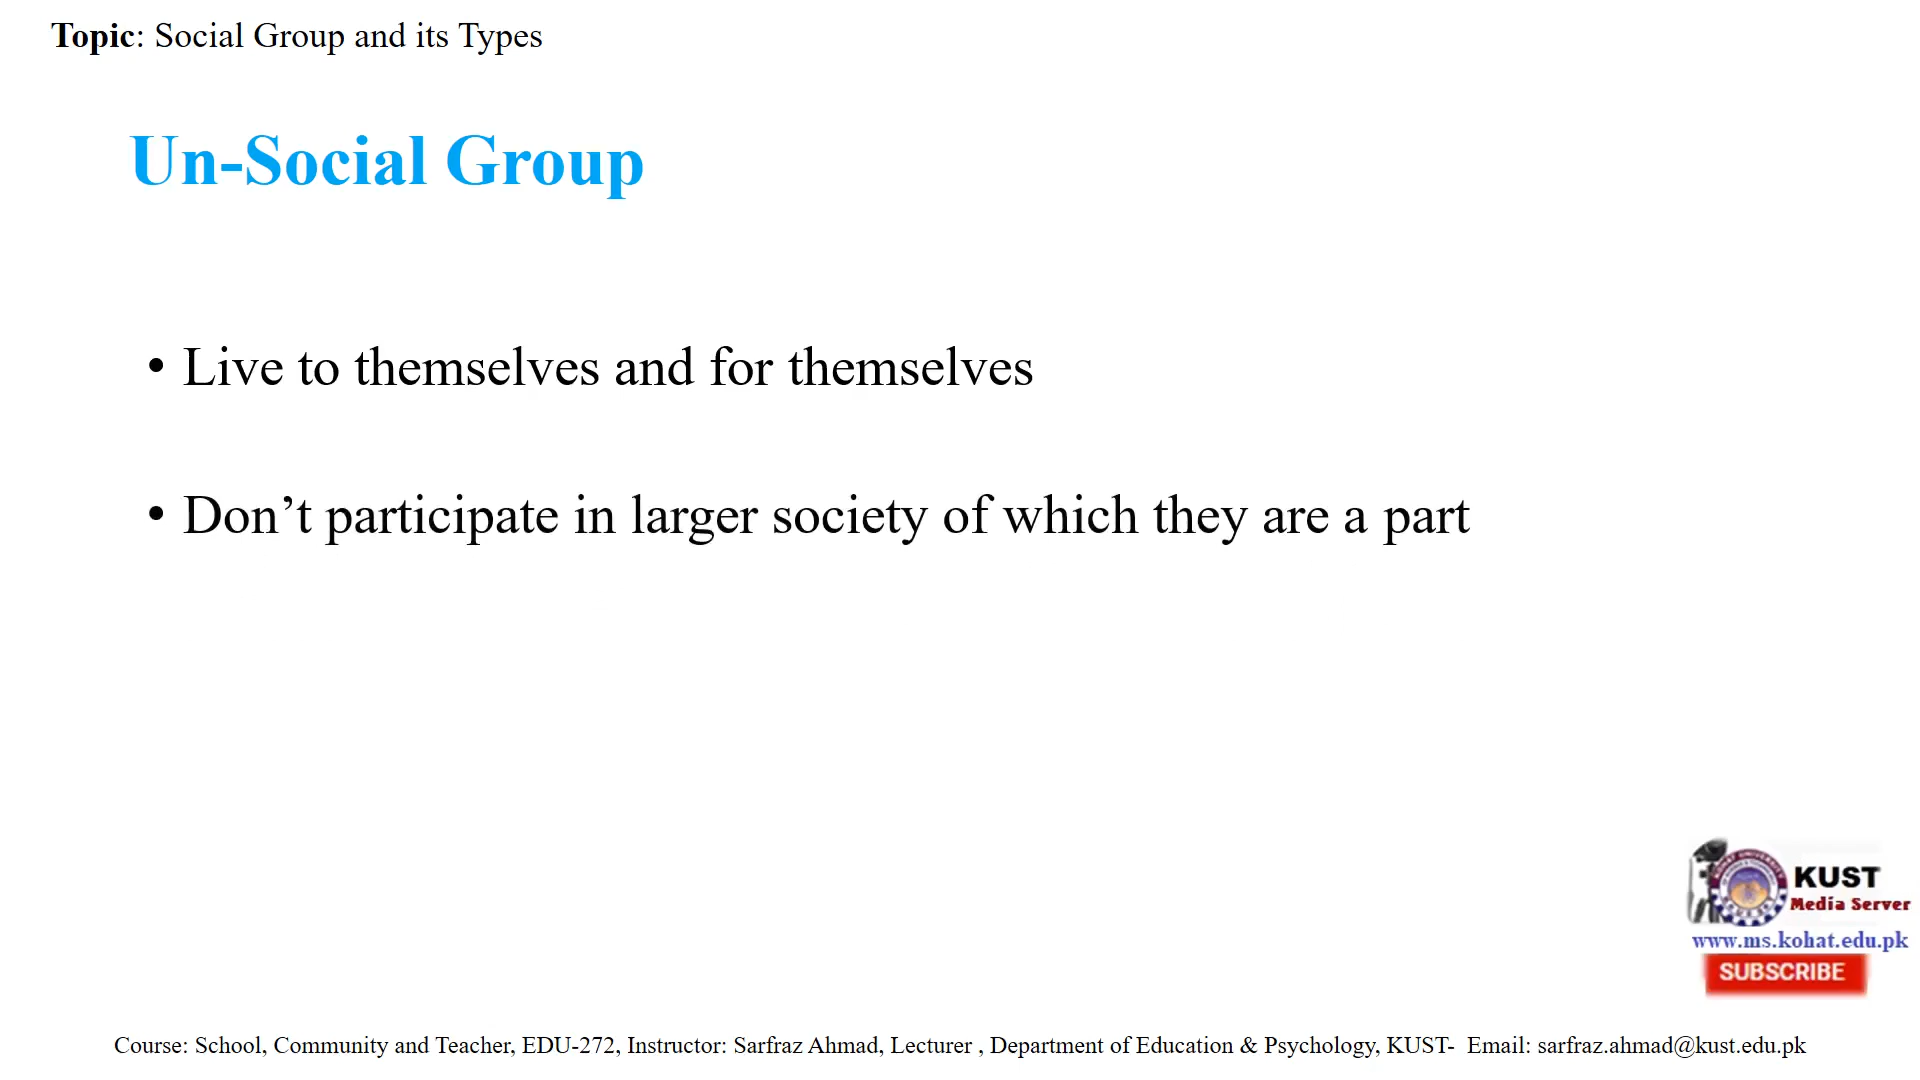 Topic: Social Group and its Types
Un-Social Group
• Live to themselves and for themselves
• Don’t participate in larger society of which they are a part
KUST
Media Server
www.ms.kohat.edu.pk
SUBSCRIBE
Course: School, Community and Teacher, EDU-272, Instructor: Sarfraz Ahmad, Lecturer , Department of Education & Psychology, KUST- Email: sarfraz.ahmad@kust.edu.pk